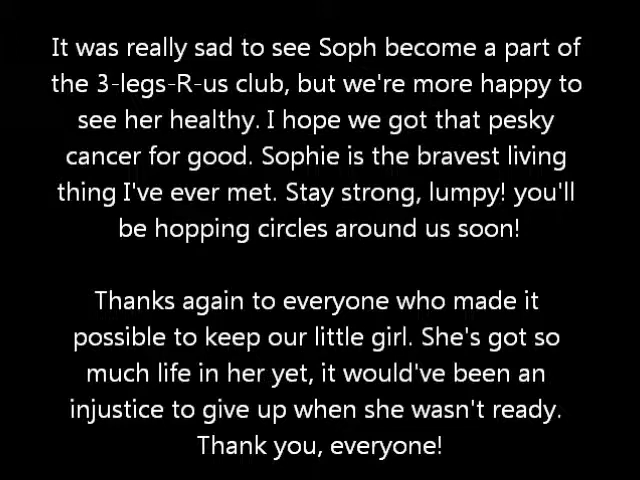 It was really sad to see Soph become a part of
the 3-legs-R-us club, but we're more happy to
see her healthy. I hope we got that pesky
cancer for good. Sophie is the bravest living
thing I've ever met. Stay strong, lumpy! you'll
be hopping circles around us soon!
Thanks again to everyone who made it
possible to keep our little girl. She's got so
much life in her yet, it would've been an
injustice to give up when she wasn't ready.
Thank you, everyone!